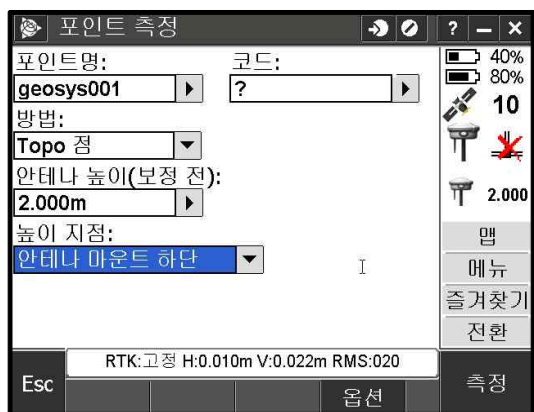 포인트 측정
? – ×
포인트명:
코드:
geosys001
?
방법:
Topo 점
안테나 높이(보정 전):
2.000m
높이 지점:
안테나 마운트 하단
40%
80%
10
2.000
맵
메뉴
즐겨찾기
전환
RTK:고정 H:0.010m V:0.022m RMS:020
Esc
옵션
측정